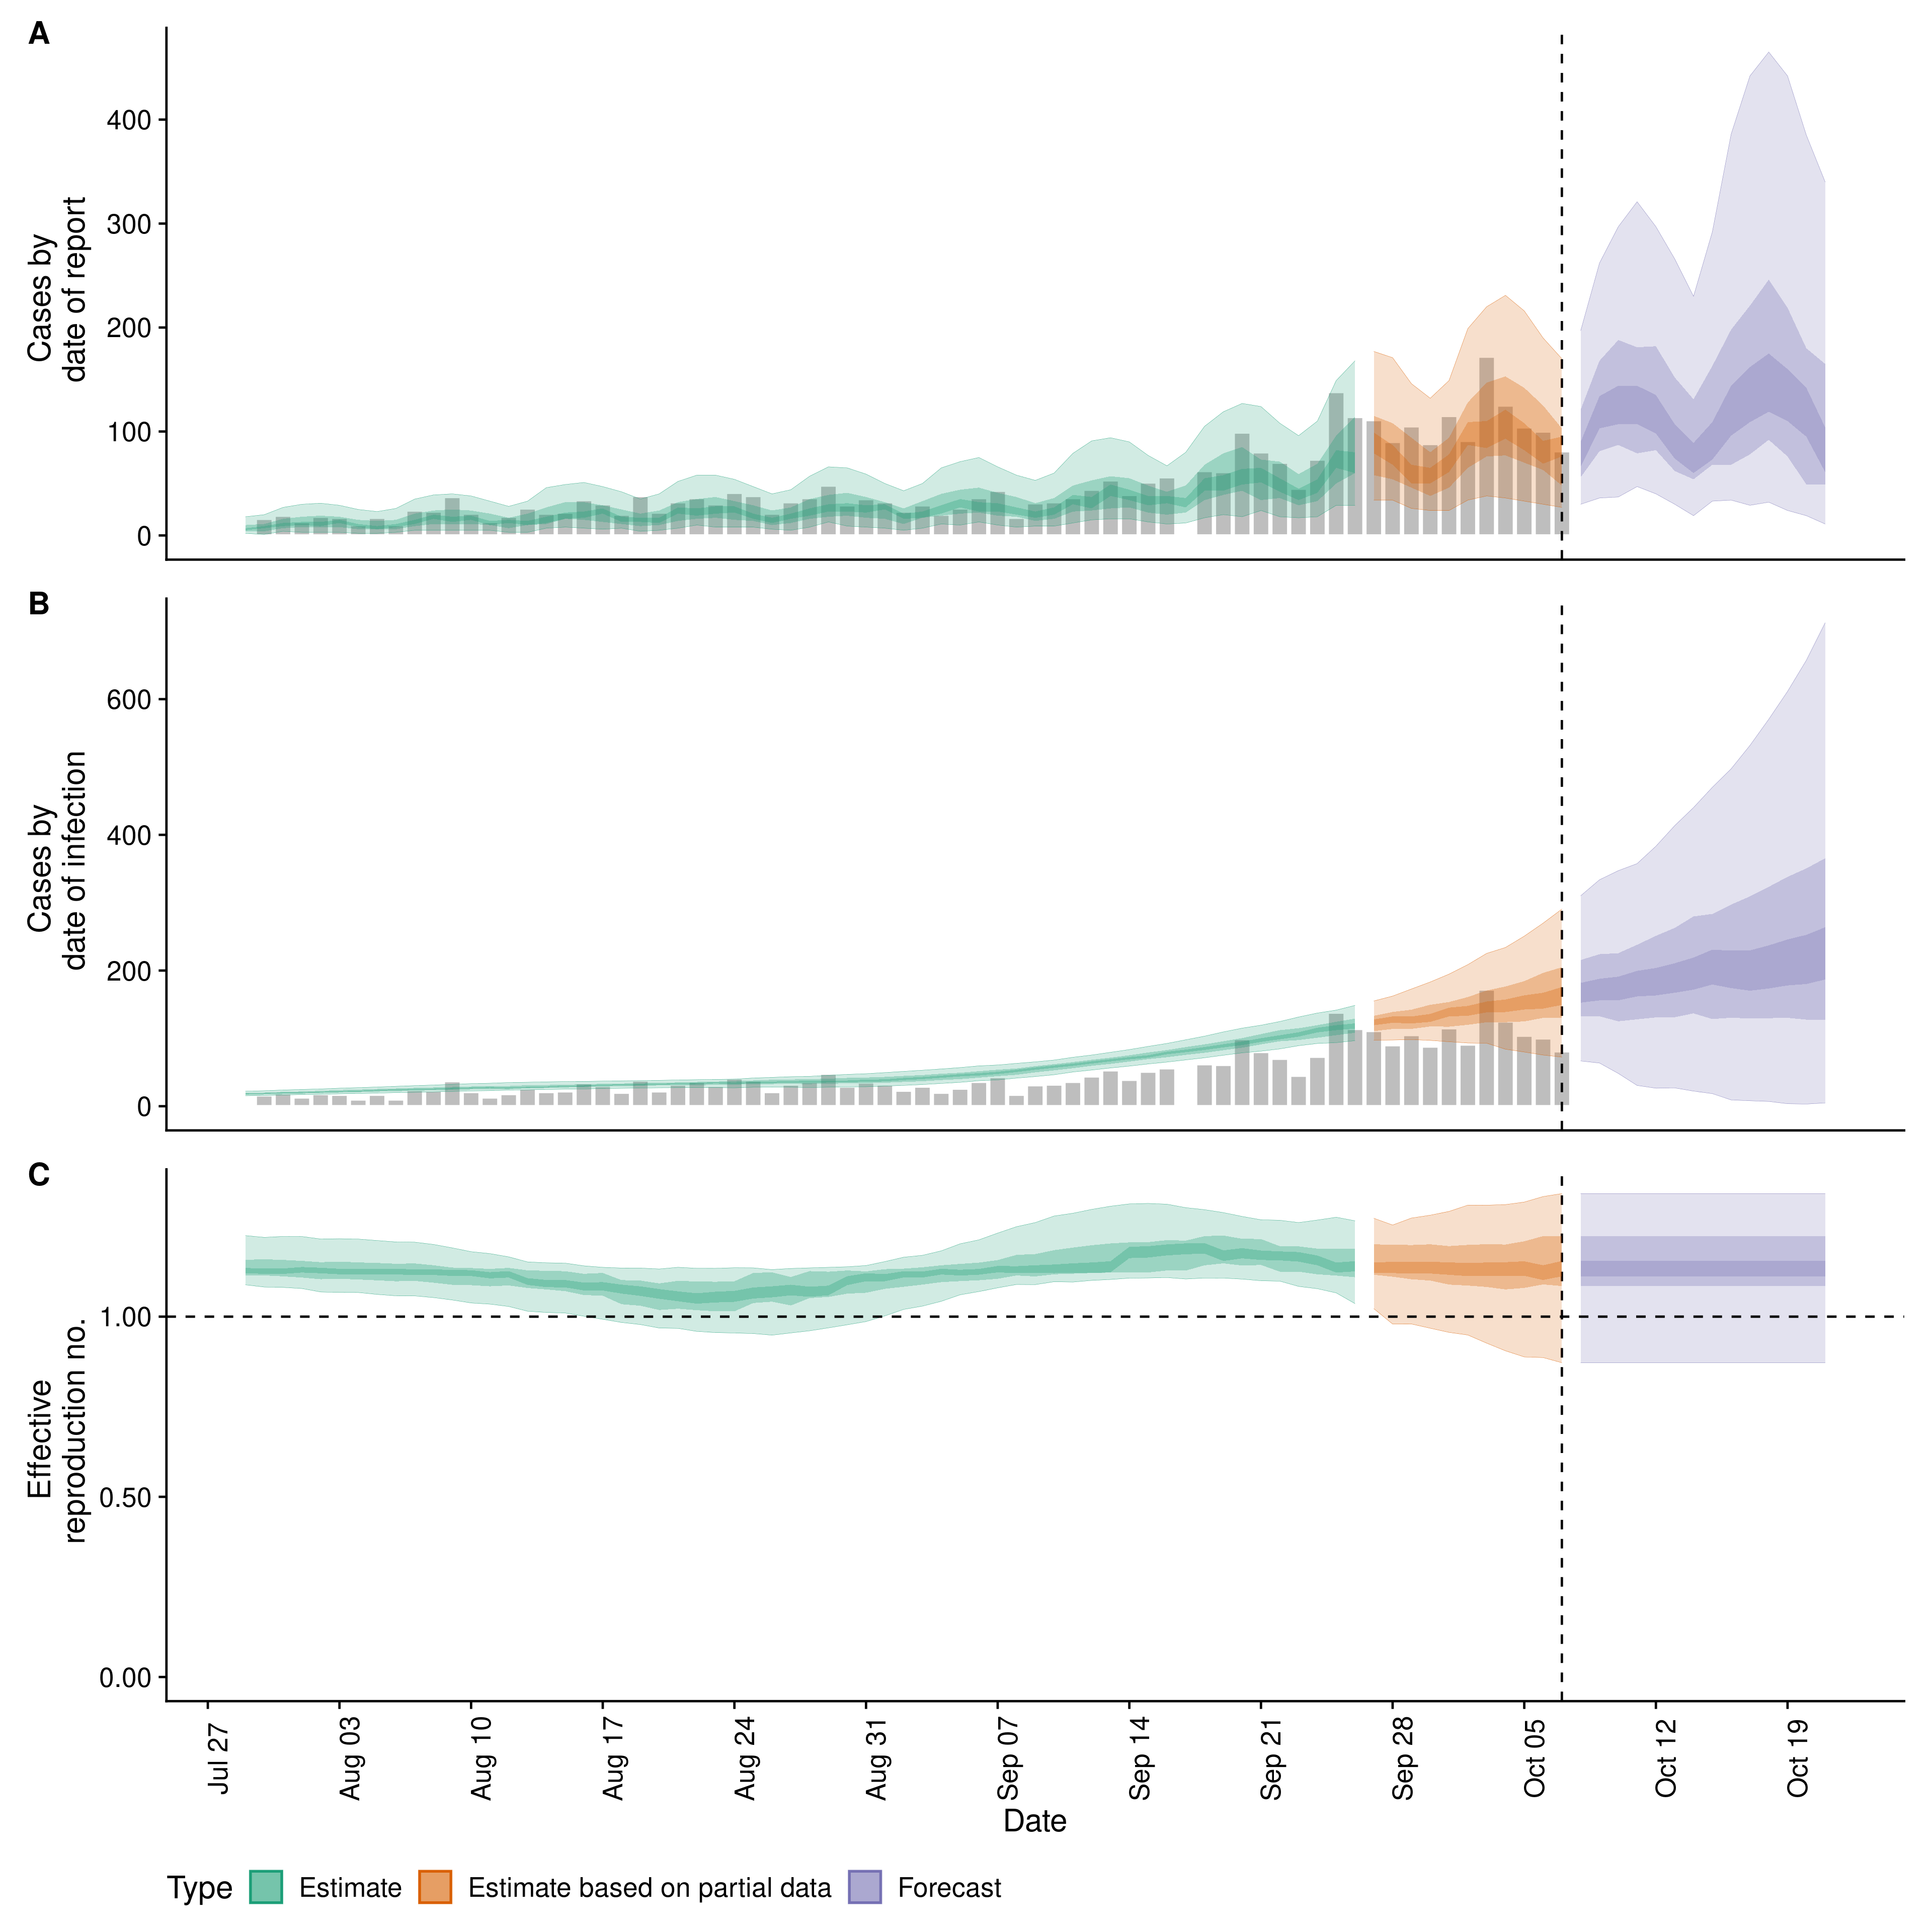 A
Cases by
date of report
400
300
200
100
0
B
Cases by
date of infection
600
400
200
0
C
Effective
reproduction no.
1.00
0.50
0.00
Jul 27
Aug 03
Aug 10
Aug 17
Aug 24
Aug 31
Sep 07
Sep 14
Sep 21
Sep 28
Oct 05
Oct 12
Oct 19
Date
Type Estimate Estimate based on partial data Forecast